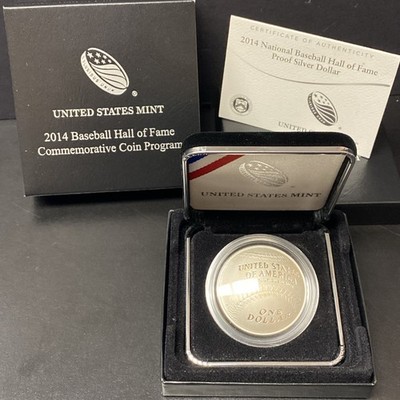 UNITED STATES MINT
2014 Baseball Hall of Fame
Commemorative Coin Program
CERTIFICATE OF AUTHENTICITY
2014 National Baseball Hall of Fame
Proof Silver Dollar
UNITED
UNITED STATES MINT
UNITED STATES
OF AMERICA
ONE
DOLLAR